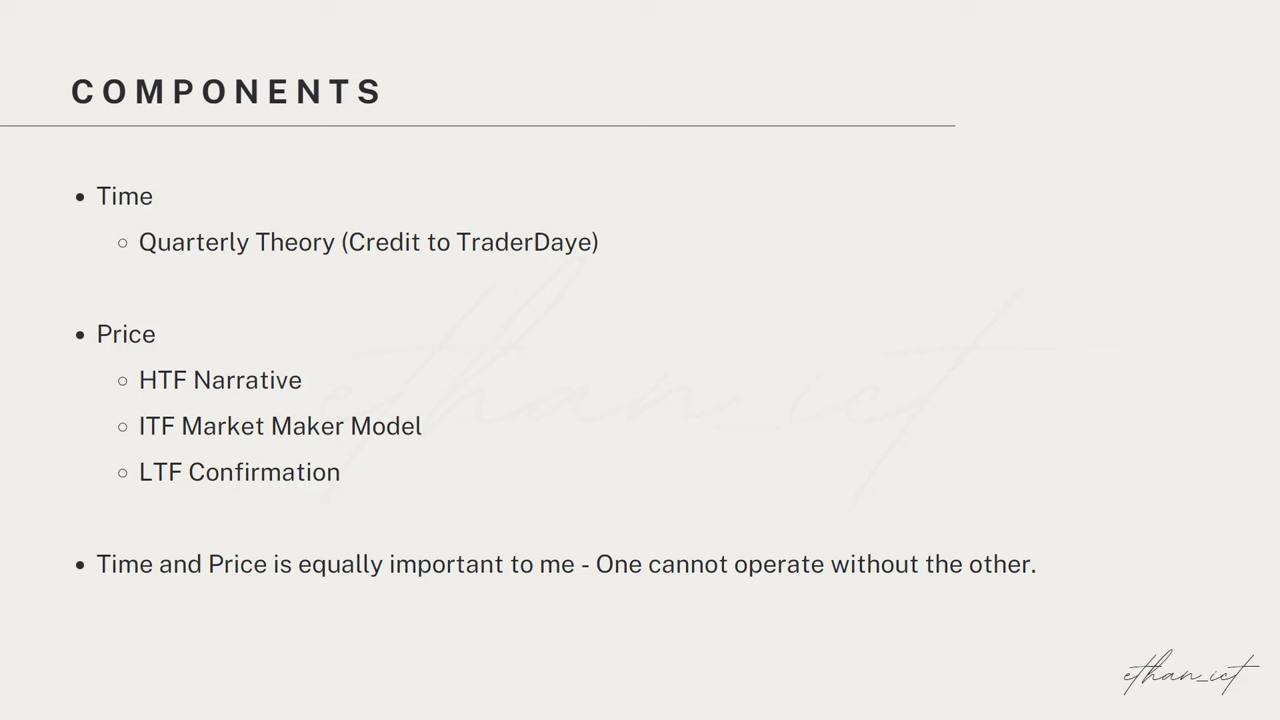 COMPONENTS
Time
Quarterly Theory (Credit to TraderDaye)
Price
HTF Narrative
ITF Market Maker Model
LTF Confirmation
Time and Price is equally important to me - One cannot operate without the other.
ethan_ict
ethan_ict